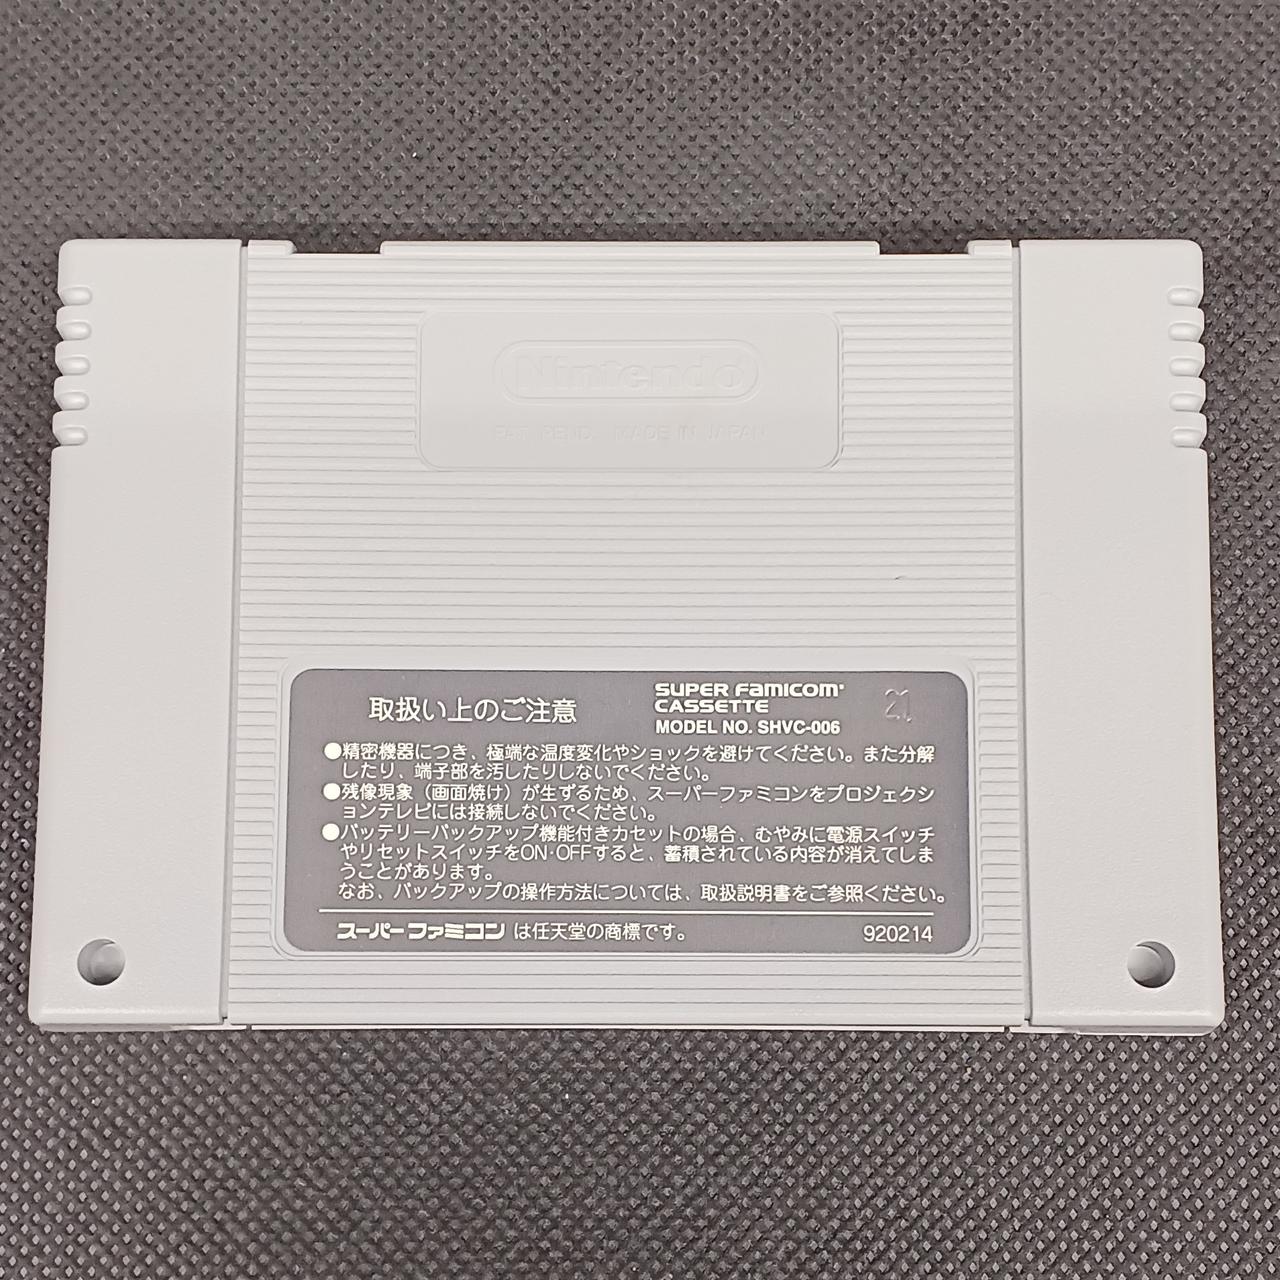 Nintendo
PAT. PEND. MADE IN JAPAN
取扱い上のご注意
SUPER FAMICOM
CASSETTE
MODEL NO. SHVC-006
21
●精密機器につき、極端な温度変化やショックを避けてください。また分解
したり、端子部を汚したりしないでください。
●残像現象（画面焼け）が生ずるため、スーパーファミコンをプロジェクシ
ョンテレビには接続しないでください。
●バッテリーバックアップ機能付きカセットの場合、むやみに電源スイッチ
やリセットスイッチをON・OFFすると、蓄積されている内容が消えてしま
うことがあります。
なお、バックアップの操作方法については、取扱説明書をご参照ください。
スーパーファミコンは任天堂の商標です。
920214